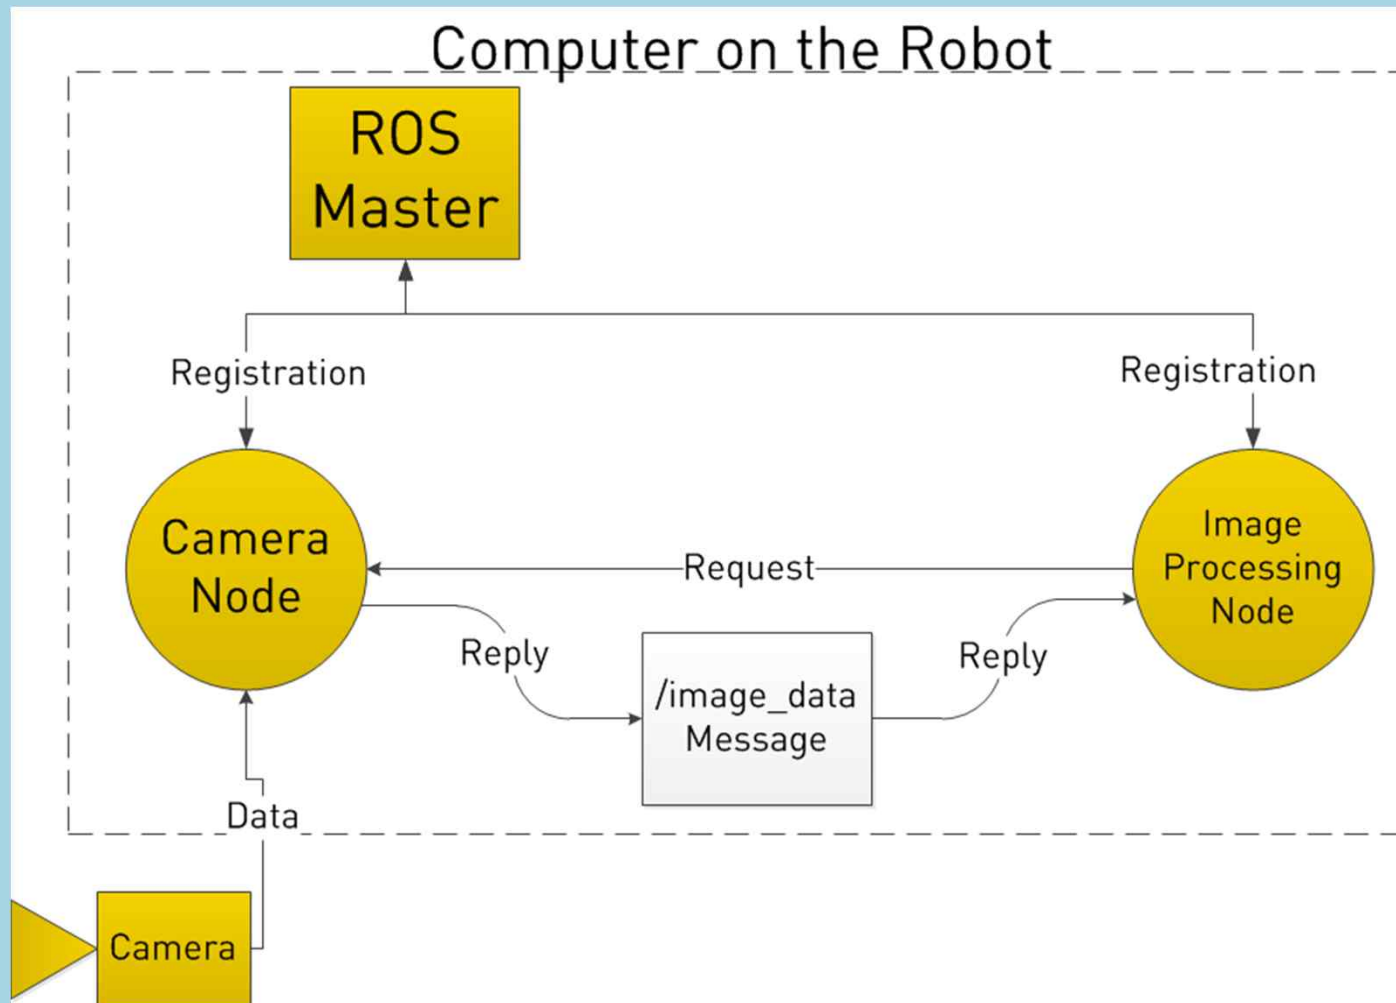 Computer on the Robot
ROS
Master
Registration
Registration
Camera
Node
Request
Image
Processing
Node
Reply
/image_data
Message
Reply
Data
Camera